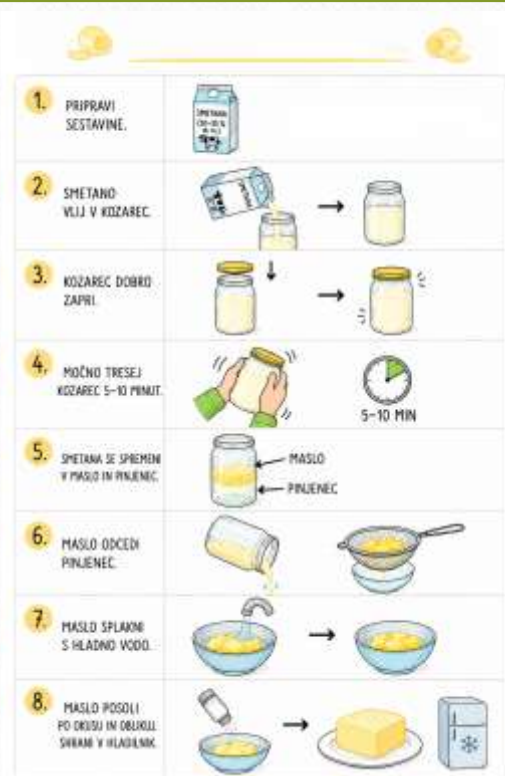 1. PRIPRAVI
SESTAVINE.
SMETANA
2. SMETANO
VLIJ V KOZAREC.
3. KOZAREC DOBRO
ZAPRI.
4. MOČNO TRESEJ
KOZAREC 5-10 MINUT.
5-10 MIN
5. SMETANA SE SPREMENI
V MASLO IN PINJENEC.
MASLO
PINJENEC
6. MASLO ODCEDI
PINJENEC.
7. MASLO SPLAKNI
S HLADNO VODO.
8. MASLO POSOLI
PO OKUSU IN OBLIKUJ.
SHRANI V HLADILNIK.